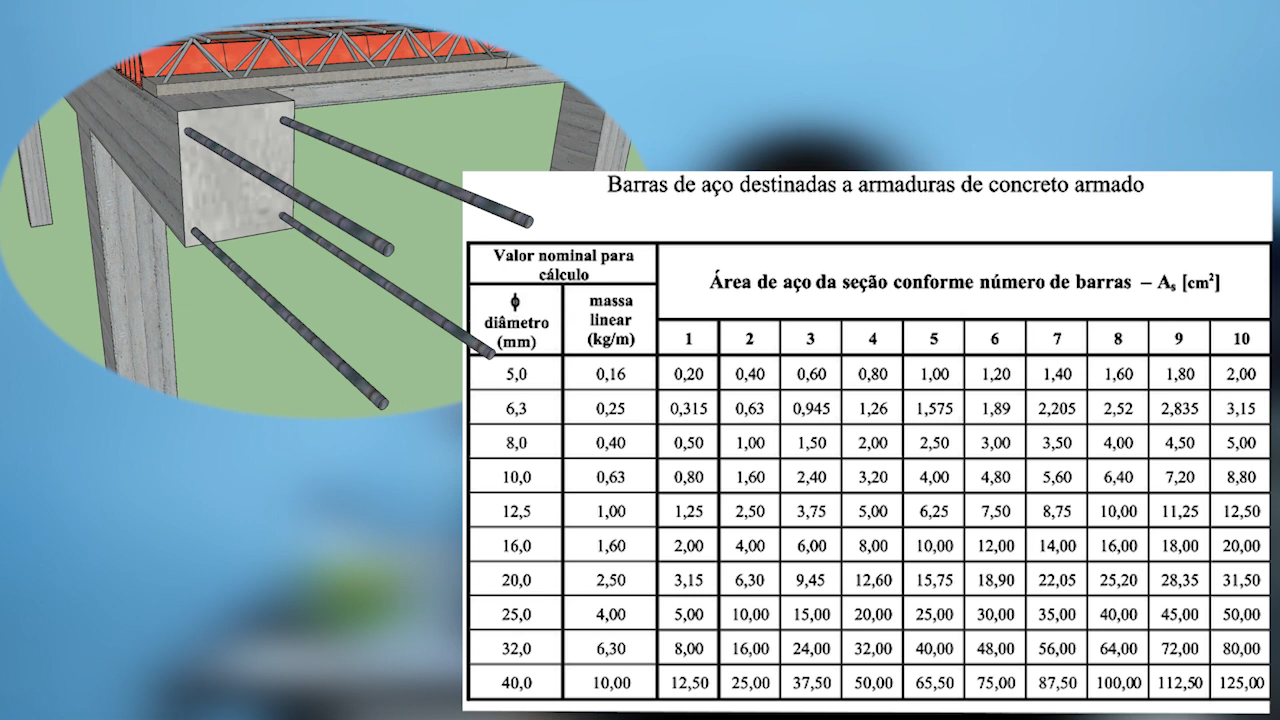 Barras de aço destinadas a armaduras de concreto armado
Valor nominal para
cálculo
Área de aço da seção conforme número de barras – As [cm²]
ϕ
diâmetro
(mm)
massa
linear
(kg/m)
1 2 3 4 5 6 7 8 9 10
5,0 0,16 0,20 0,40 0,60 0,80 1,00 1,20 1,40 1,60 1,80 2,00
6,3 0,25 0,315 0,63 0,945 1,26 1,575 1,89 2,205 2,52 2,835 3,15
8,0 0,40 0,50 1,00 1,50 2,00 2,50 3,00 3,50 4,00 4,50 5,00
10,0 0,63 0,80 1,60 2,40 3,20 4,00 4,80 5,60 6,40 7,20 8,80
12,5 1,00 1,25 2,50 3,75 5,00 6,25 7,50 8,75 10,00 11,25 12,50
16,0 1,60 2,00 4,00 6,00 8,00 10,00 12,00 14,00 16,00 18,00 20,00
20,0 2,50 3,15 6,30 9,45 12,60 15,75 18,90 22,05 25,20 28,35 31,50
25,0 4,00 5,00 10,00 15,00 20,00 25,00 30,00 35,00 40,00 45,00 50,00
32,0 6,30 8,00 16,00 24,00 32,00 40,00 48,00 56,00 64,00 72,00 80,00
40,0 10,00 12,50 25,00 37,50 50,00 65,50 75,00 87,50 100,00 112,50 125,00